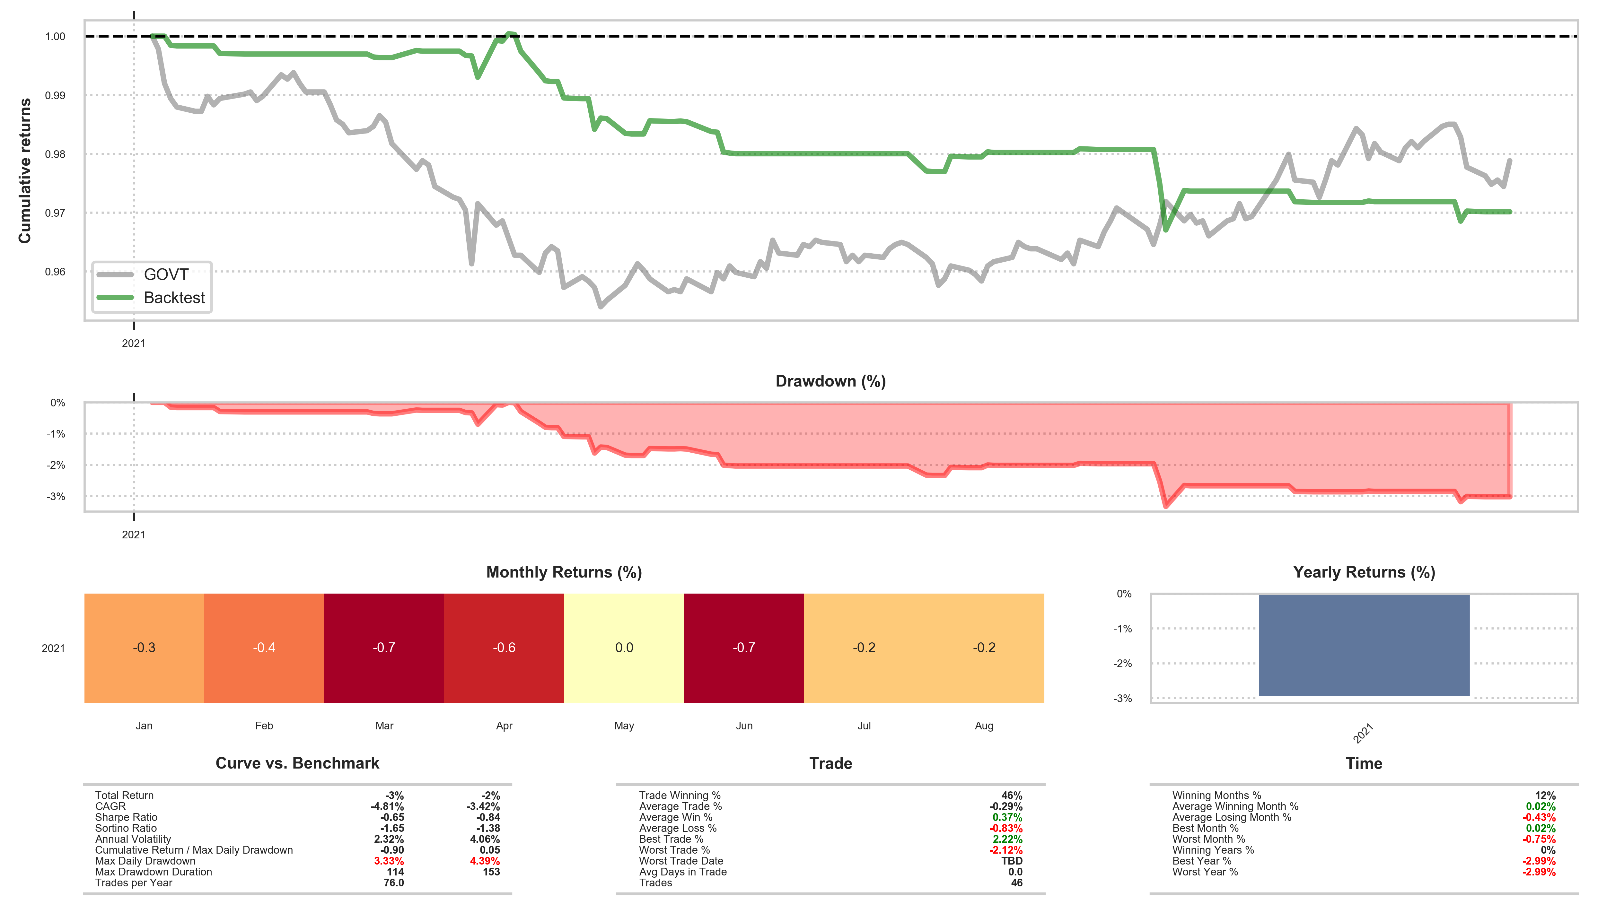 1.00
0.99
0.98
0.97
0.96
Cumulative returns
GOVT
Backtest
2021
Drawdown (%)
0%
-1%
-2%
-3%
2021
Monthly Returns (%)
2021
-0.3 -0.4 -0.7 -0.6 0.0 -0.7 -0.2 -0.2
Jan Feb Mar Apr May Jun Jul Aug
Yearly Returns (%)
0%
-1%
-2%
-3%
2021
Curve vs. Benchmark
Total Return -3% -2%
CAGR -4.81% -3.42%
Sharpe Ratio -0.65 -0.84
Sortino Ratio -1.65 -1.38
Annual Volatility 2.32% 4.06%
Cumulative Return / Max Daily Drawdown -0.90 0.05
Max Daily Drawdown 3.33% 4.39%
Max Drawdown Duration 114 153
Trades per Year 76.0
Trade
Trade Winning % 46%
Average Trade % -0.29%
Average Win % 0.37%
Average Loss % -0.83%
Best Trade % 2.22%
Worst Trade % -2.12%
Worst Trade Date TBD
Avg Days in Trade 0.0
Trades 46
Time
Winning Months % 12%
Average Winning Month % 0.02%
Average Losing Month % -0.43%
Best Month % 0.02%
Worst Month % -0.75%
Winning Years % 0%
Best Year % -2.99%
Worst Year % -2.99%